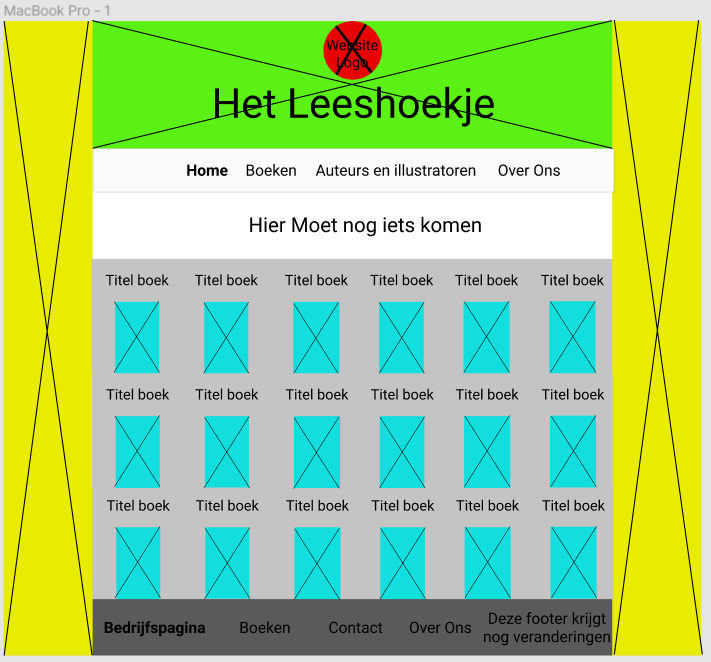 MacBook Pro - 1
Website
Logo
Het Leeshoekje
Home Boeken Auteurs en illustratoren Over Ons
Hier Moet nog iets komen
Titel boek Titel boek Titel boek Titel boek Titel boek Titel boek
Titel boek Titel boek Titel boek Titel boek Titel boek Titel boek
Titel boek Titel boek Titel boek Titel boek Titel boek Titel boek
Bedrijfspagina Boeken Contact Over Ons Deze footer krijgt
nog veranderingen